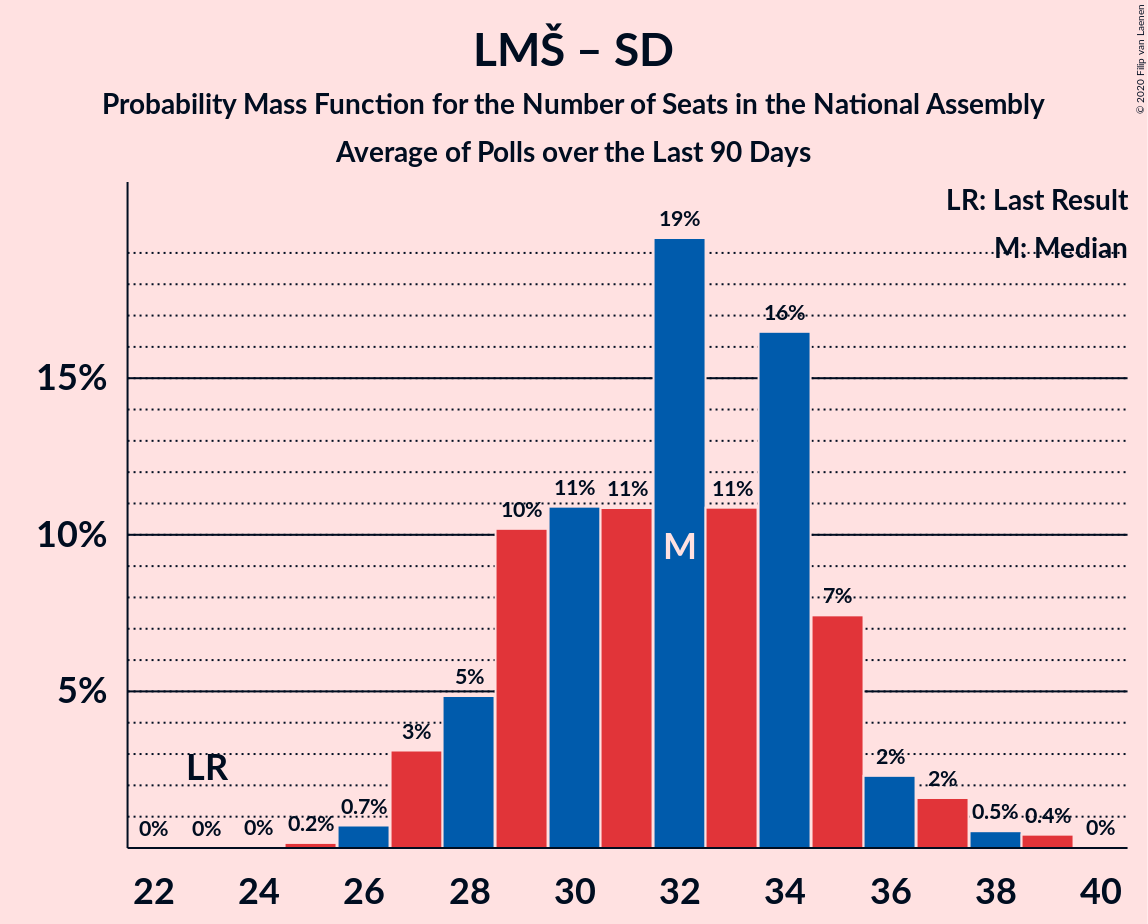 LMŠ – SD
Probability Mass Function for the Number of Seats in the National Assembly
Average of Polls over the Last 90 Days
© 2020 Filip van Laenen
LR: Last Result
M: Median
15%
10%
5%
0%
0%
0%
0.2%
0.7%
3%
5%
10%
11%
11%
19%
11%
16%
7%
2%
2%
0.5%
0.4%
0%
LR
M
22 24 26 28 30 32 34 36 38 40